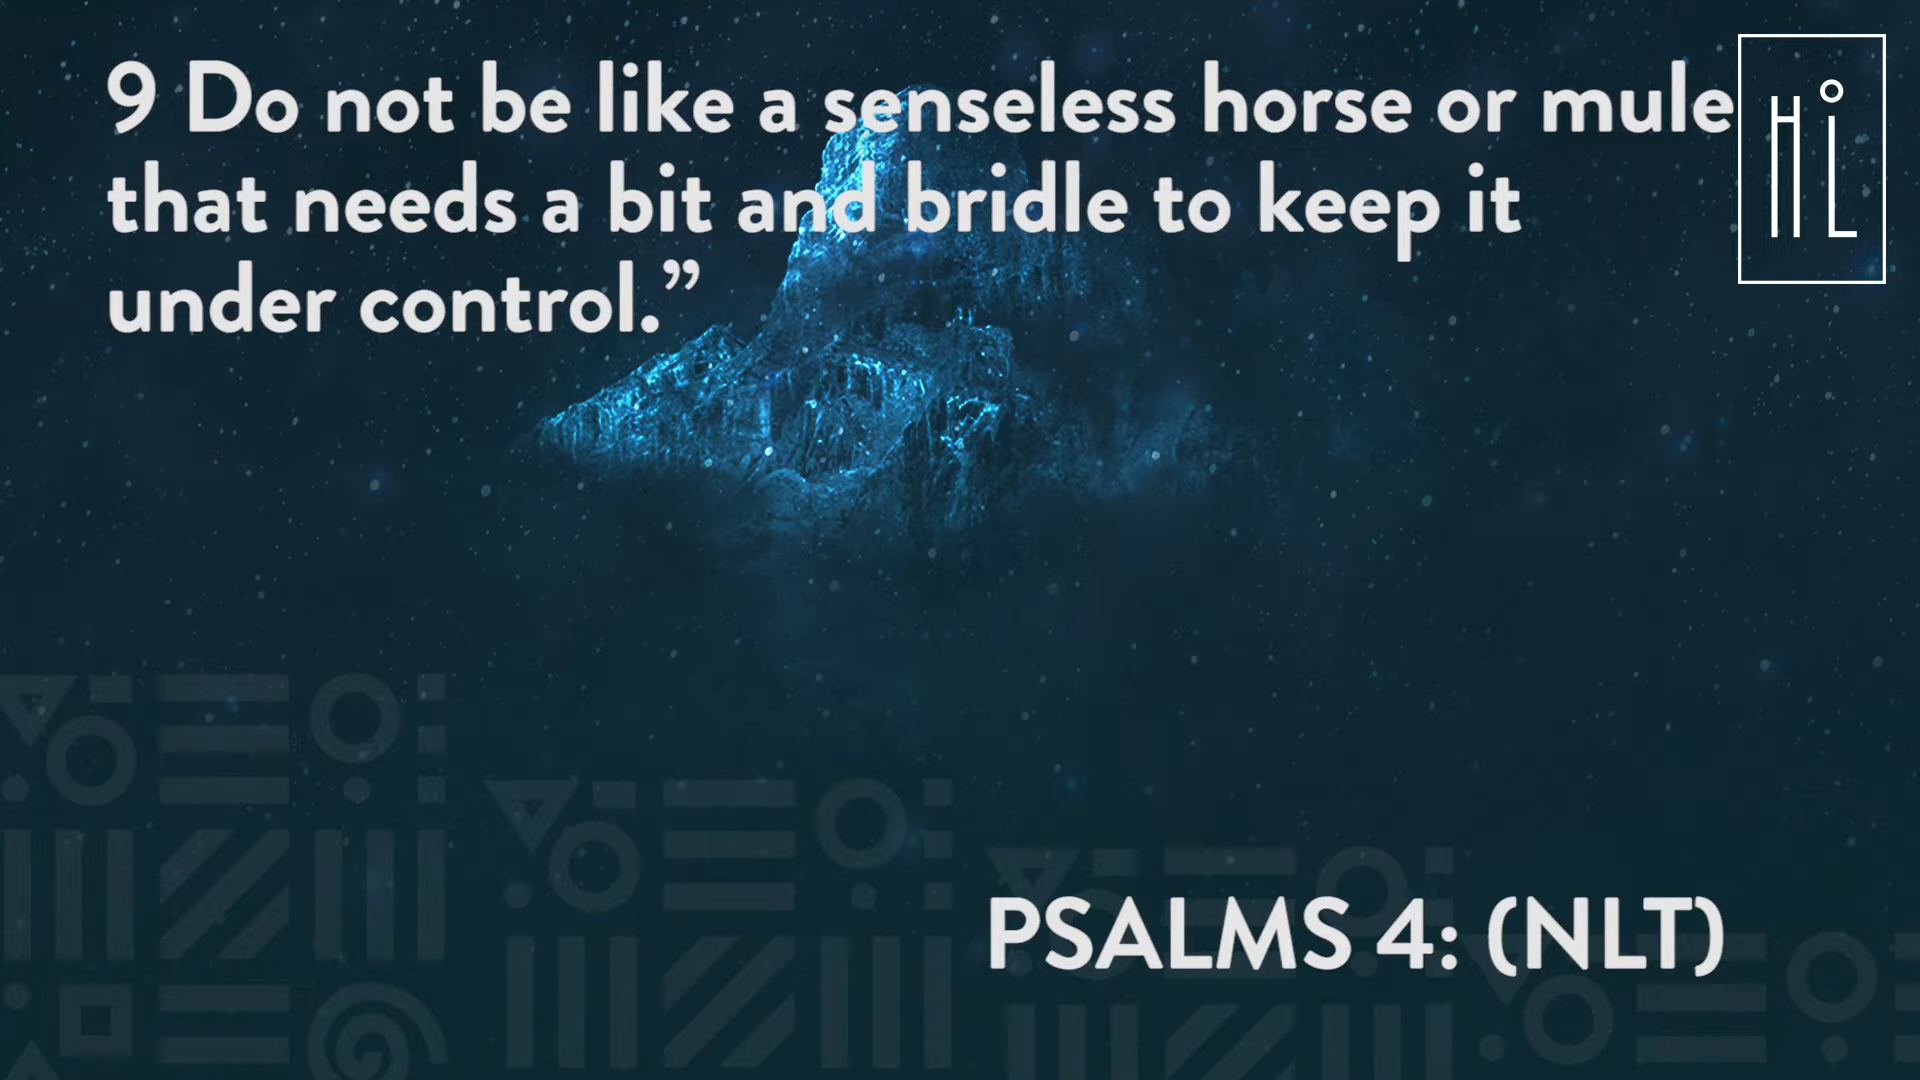 9 Do not be like a senseless horse or mule
that needs a bit and bridle to keep it
under control.”
HiL
PSALMS 4: (NLT)